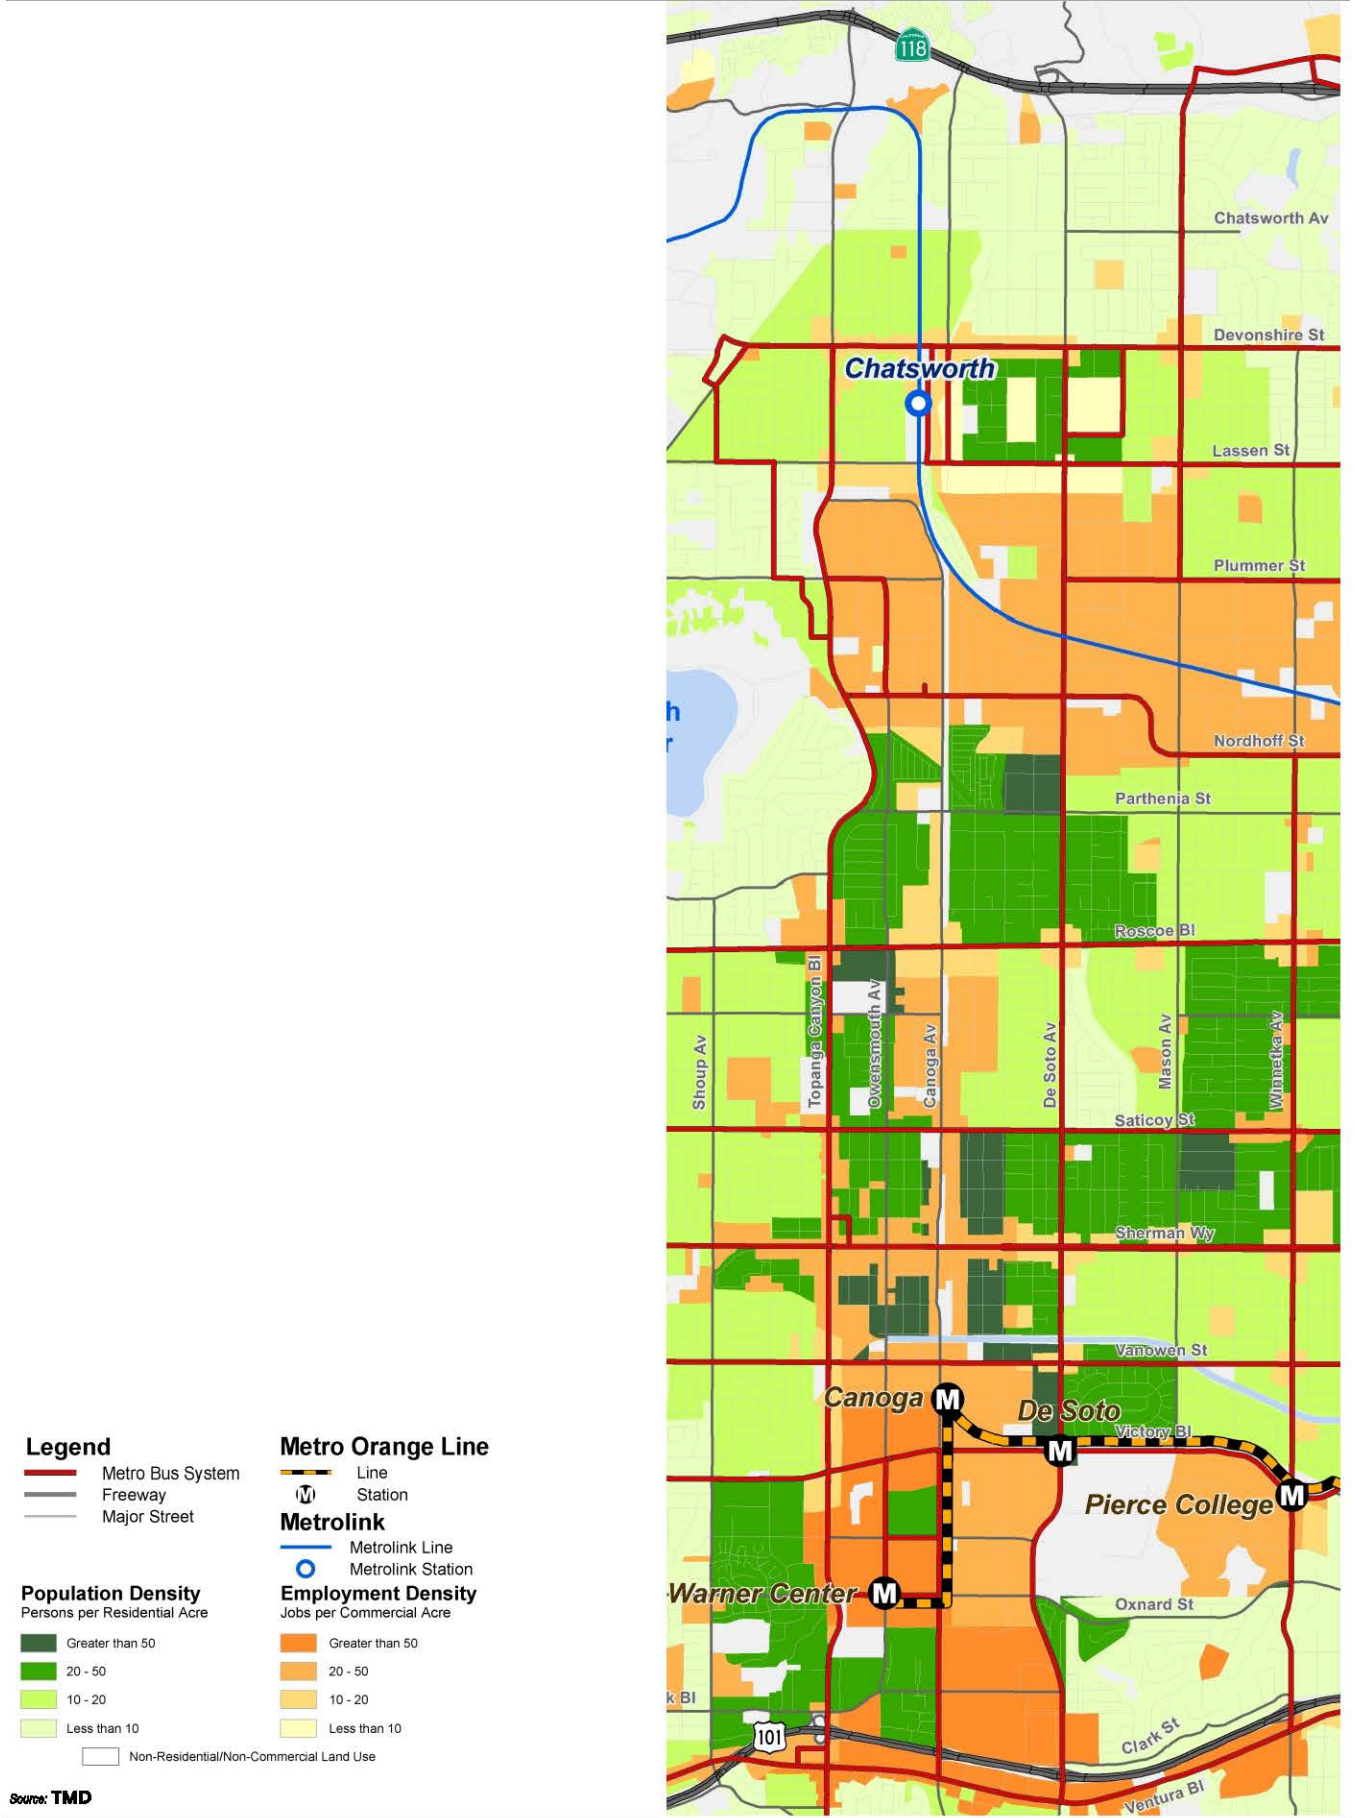 CALIFORNIA
118
Chatsworth Av
Devonshire St
Chatsworth
Lassen St
Plummer St
h
r
Nordhoff St
Parthenia St
Roscoe Bl
Shoup Av
Topanga Canyon Bl
Owensmouth Av
Canoga Av
De Soto Av
Mason Av
Winnetka Av
Saticoy St
Sherman Wy
Vanowen St
Canoga
M
De Soto
Victory Bl
M
Pierce College
M
Warner Center
M
Oxnard St
k Bl
101
Clark St
Ventura Bl
Legend
Metro Bus System
Freeway
Major Street
Metro Orange Line
Line
M
Station
Metrolink
Metrolink Line
Metrolink Station
Population Density
Persons per Residential Acre
Greater than 50
20 - 50
10 - 20
Less than 10
Employment Density
Jobs per Commercial Acre
Greater than 50
20 - 50
10 - 20
Less than 10
Non-Residential/Non-Commercial Land Use
Source: TMD